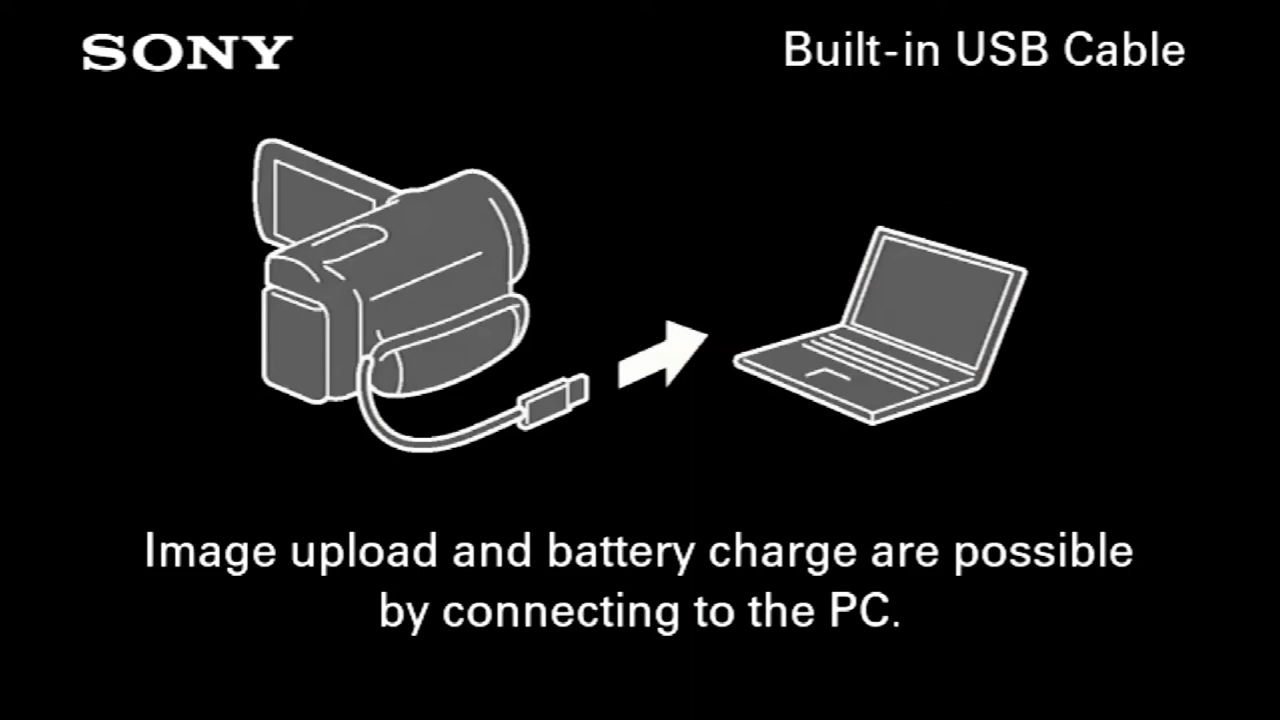 SONY
Built-in USB Cable
Image upload and battery charge are possible
by connecting to the PC.